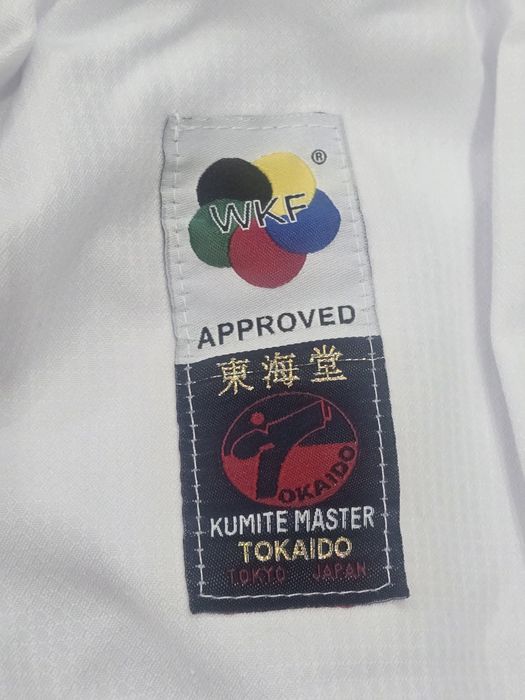 ®
WKF
APPROVED
東海堂
TOKAIDO
KUMITE MASTER
TOKAIDO
TOKYO JAPAN